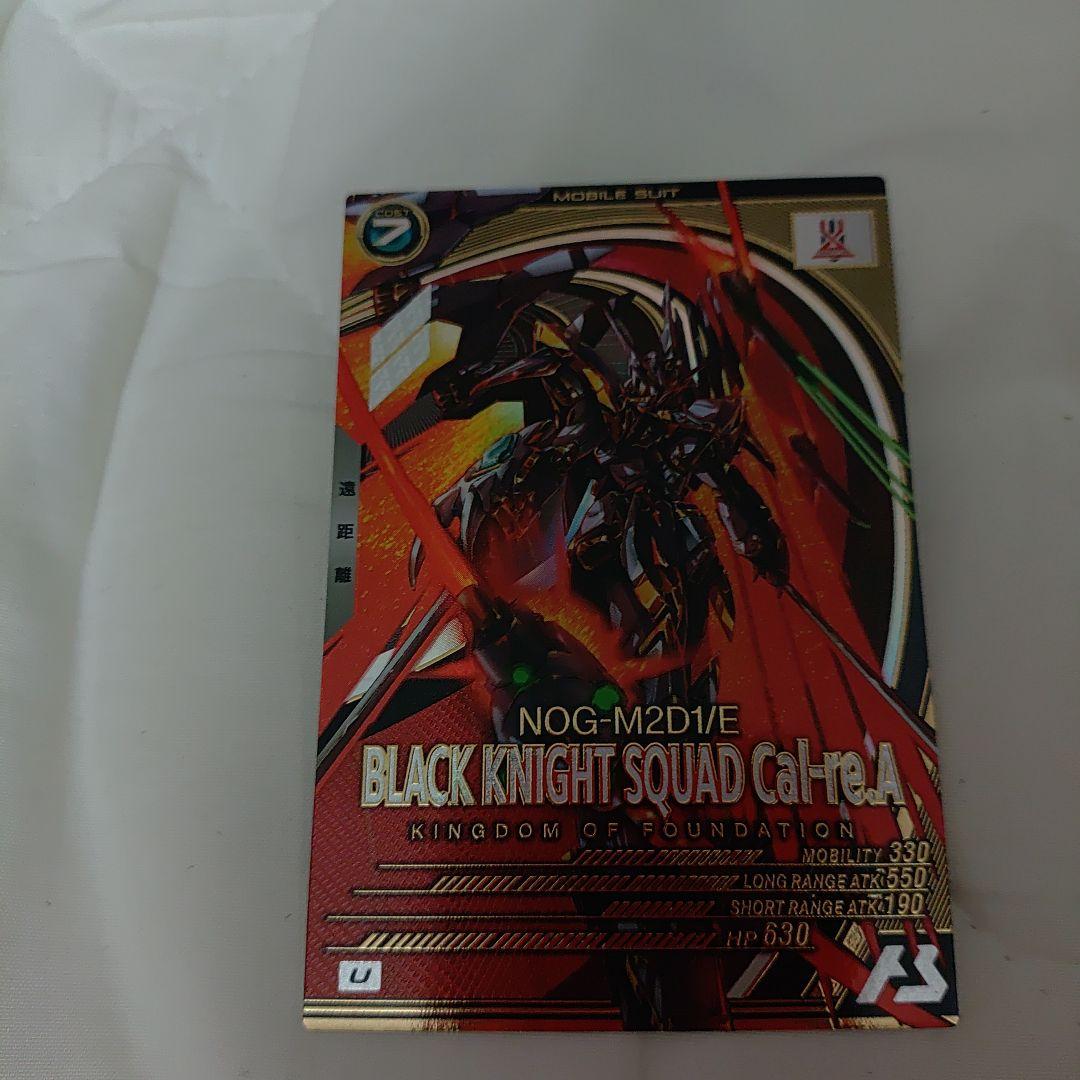 MOBILE SUIT
COST
7
遠距離
NOG-M2D1/E
BLACK KNIGHT SQUAD Cal-re.A
KINGDOM OF FOUNDATION
MOBILITY 330
LONG RANGE ATK 550
SHORT RANGE ATK 190
HP 630
U